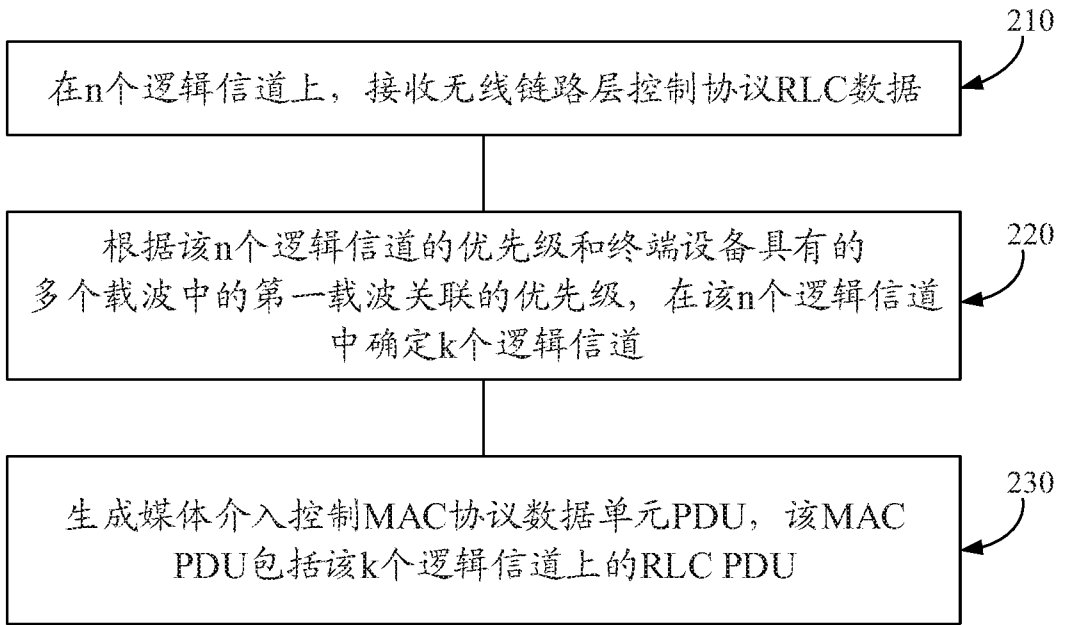 210
在n个逻辑信道上，接收无线链路层控制协议RLC数据
220
根据该n个逻辑信道的优先级和终端设备具有的
多个载波中的第一载波关联的优先级，在该n个逻辑信道
中确定k个逻辑信道
230
生成媒体介入控制MAC协议数据单元PDU，该MAC
PDU包括该k个逻辑信道上的RLC PDU